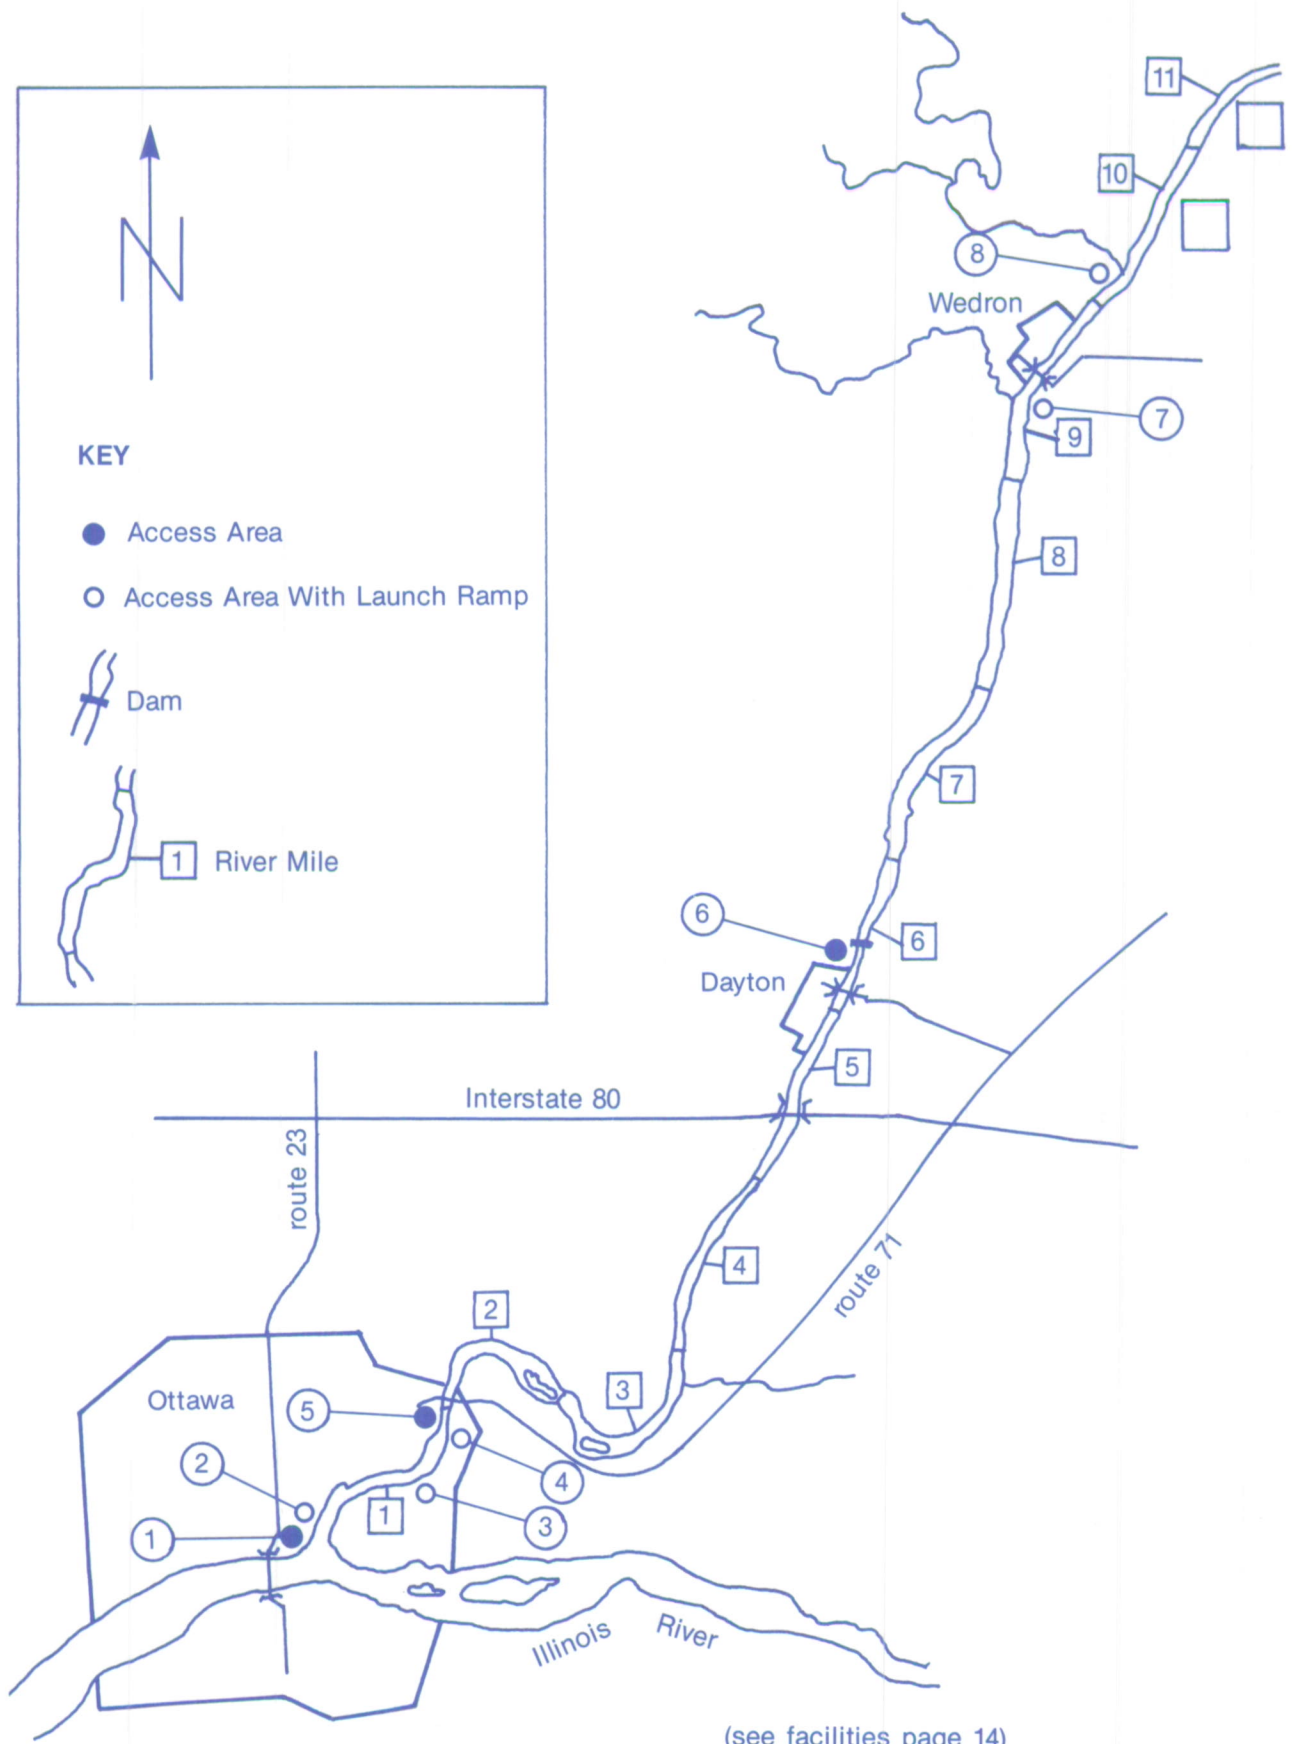 N
KEY
Access Area
Access Area With Launch Ramp
Dam
1 River Mile
11
10
8
Wedron
7
9
8
7
6
6
Dayton
5
Interstate 80
route 23
4
route 71
2
3
Ottawa
5
2
4
1
3
1
Illinois River
(see facilities page 14)